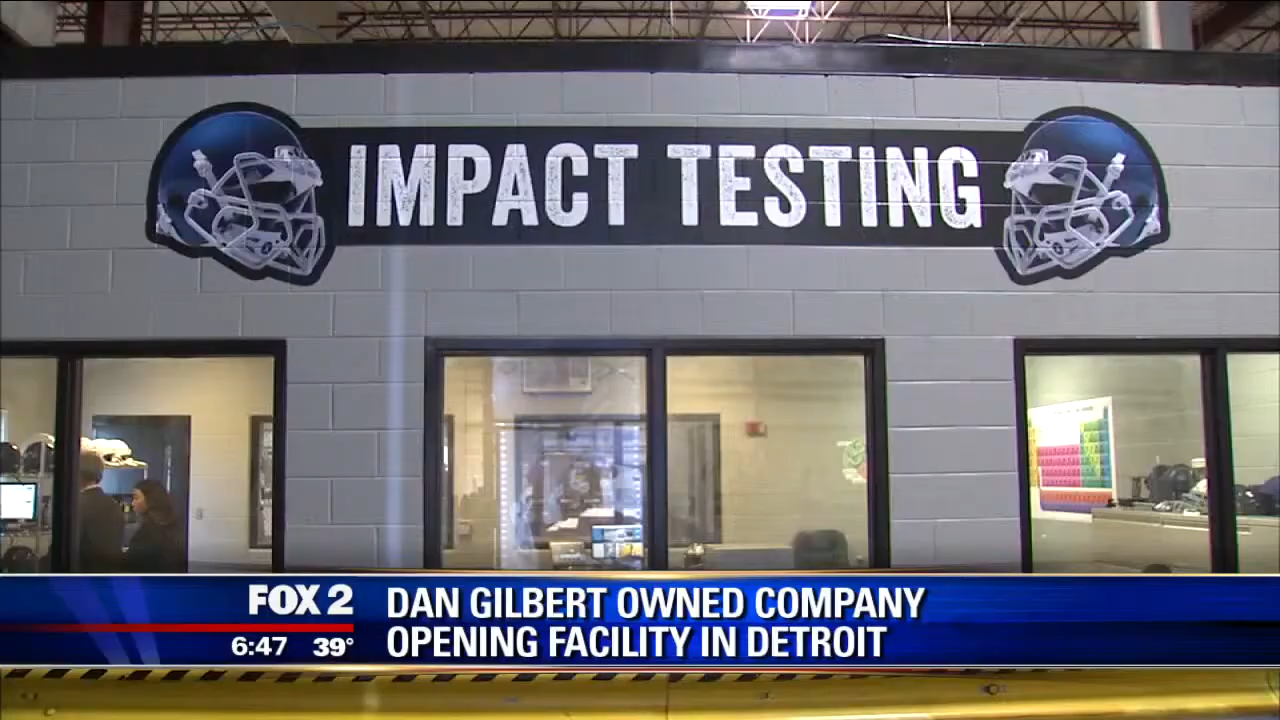 IMPACT TESTING
FOX 2
6:47 39°
DAN GILBERT OWNED COMPANY
OPENING FACILITY IN DETROIT